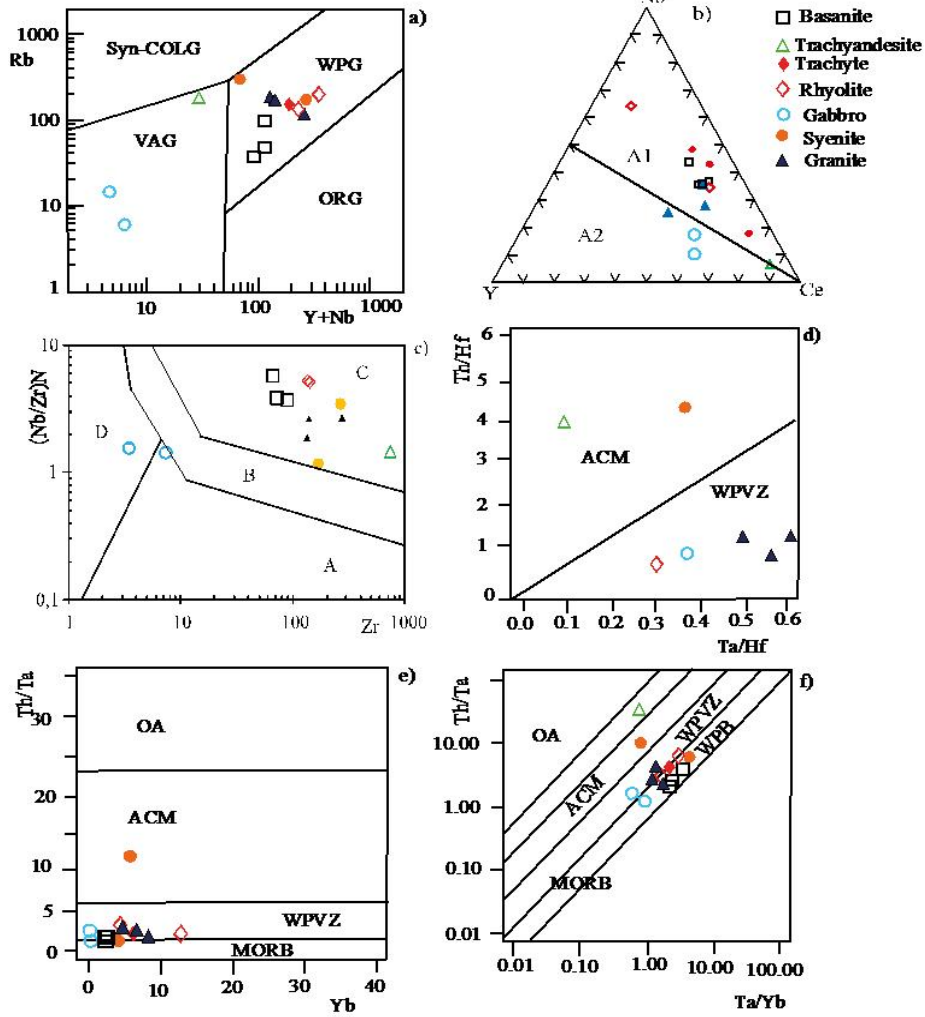 a)
1000
100
10
1
Rb
Syn-COLG
WPG
VAG
ORG
10
100
1000
Y+Nb
b)
A1
A2
Y
Ce
Basanite
Trachyandesite
Trachyte
Rhyolite
Gabbro
Syenite
Granite
c)
10
1
0,1
(Nb/Zr)N
D
C
B
A
1
10
100
1000
Zr
d)
6
5
4
3
2
1
0
Th/Hf
ACM
WPVZ
0.0
0.1
0.2
0.3
0.4
0.5
0.6
Ta/Hf
e)
Th/Ta
30
20
10
5
0
OA
ACM
WPVZ
MORB
0
10
20
30
40
Yb
f)
Th/Ta
10.00
1.00
0.10
0.01
OA
ACM
WPVZ
WPB
MORB
0.01
0.10
1.00
10.00
100.00
Ta/Yb